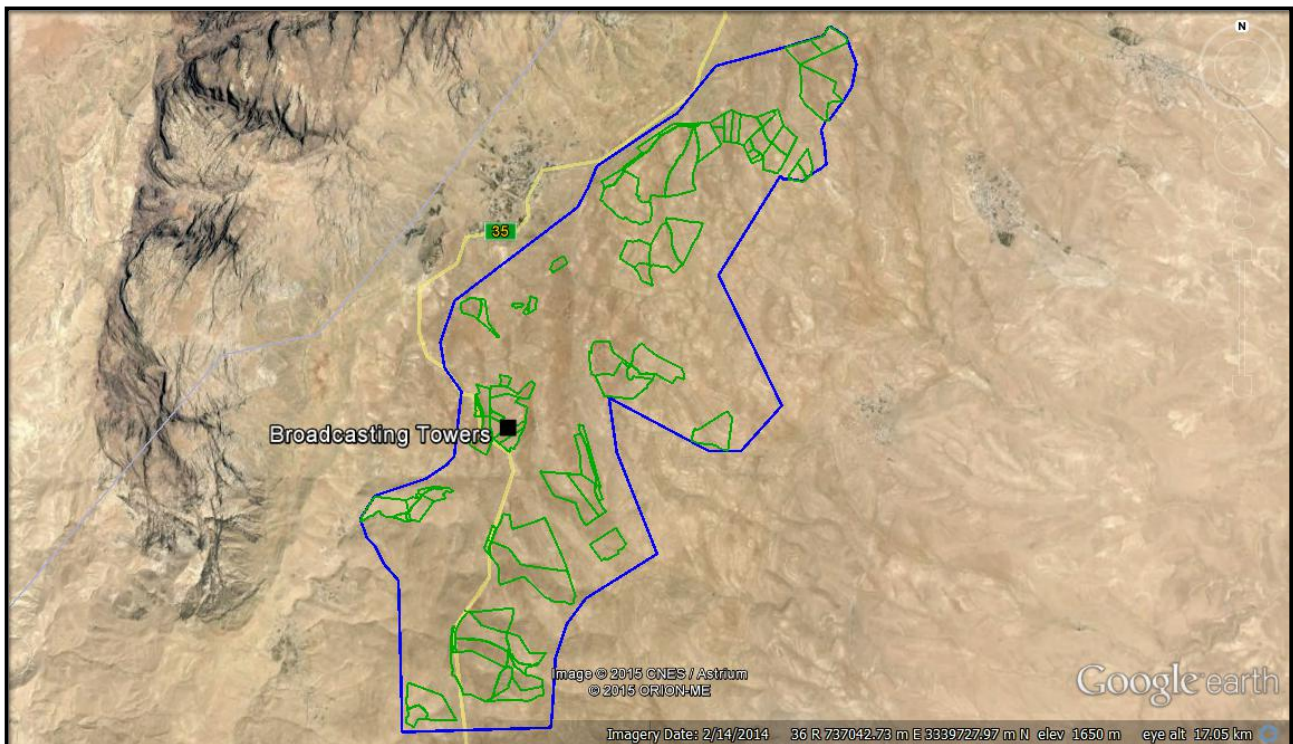 N
35
Broadcasting Towers
Image © 2015 CNES / Astrium
© 2015 ORION-ME
Google earth
Imagery Date: 2/14/2014 36 R 737042.73 m E 3339727.97 m N elev 1650 m eye alt 17.05 km